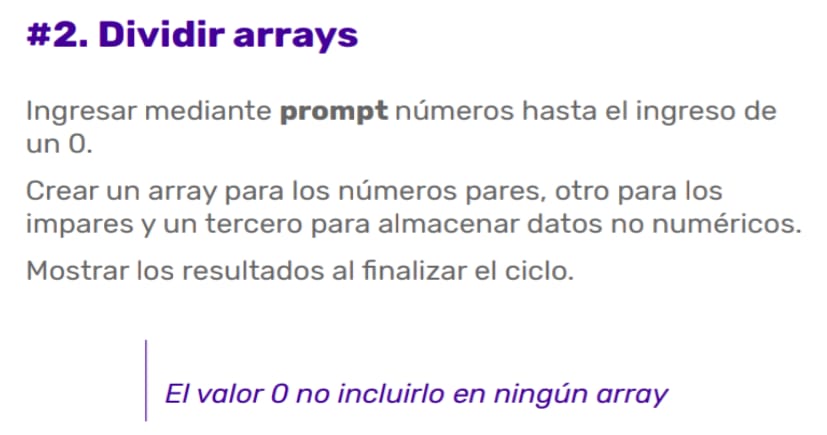 #2. Dividir arrays
Ingresar mediante prompt números hasta el ingreso de
un 0.
Crear un array para los números pares, otro para los
impares y un tercero para almacenar datos no numéricos.
Mostrar los resultados al finalizar el ciclo.
El valor 0 no incluirlo en ningún array